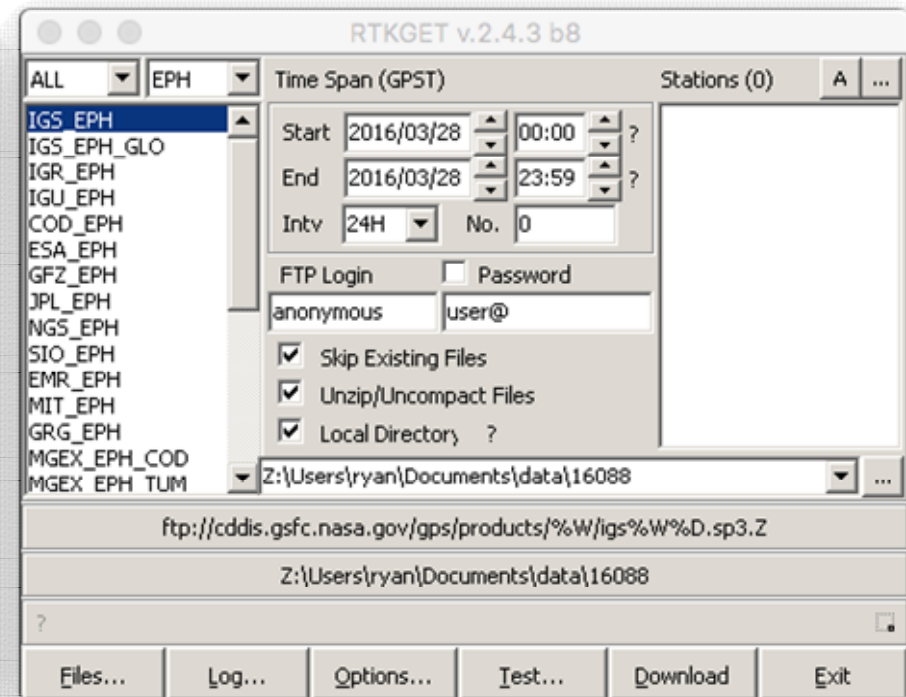 RTKGET v.2.4.3 b8
ALL EPH Time Span (GPST) Stations (0) A ...
IGS_EPH
IGS_EPH_GLO
IGR_EPH
IGU_EPH
COD_EPH
ESA_EPH
GFZ_EPH
JPL_EPH
NGS_EPH
SIO_EPH
EMR_EPH
MIT_EPH
GRG_EPH
MGEX_EPH_COD
MGEX_EPH_TUM
Start 2016/03/28 00:00 ?
End 2016/03/28 23:59 ?
Intv 24H No. 0
FTP Login Password
anonymous user@
Skip Existing Files
Unzip/Uncompact Files
Local Directory ?
Z:\Users\ryan\Documents\data\16088 ...
ftp://cddis.gsfc.nasa.gov/gps/products/%W/igs%W%D.sp3.Z
Z:\Users\ryan\Documents\data\16088
?
Files... Log... Options... Test... Download Exit